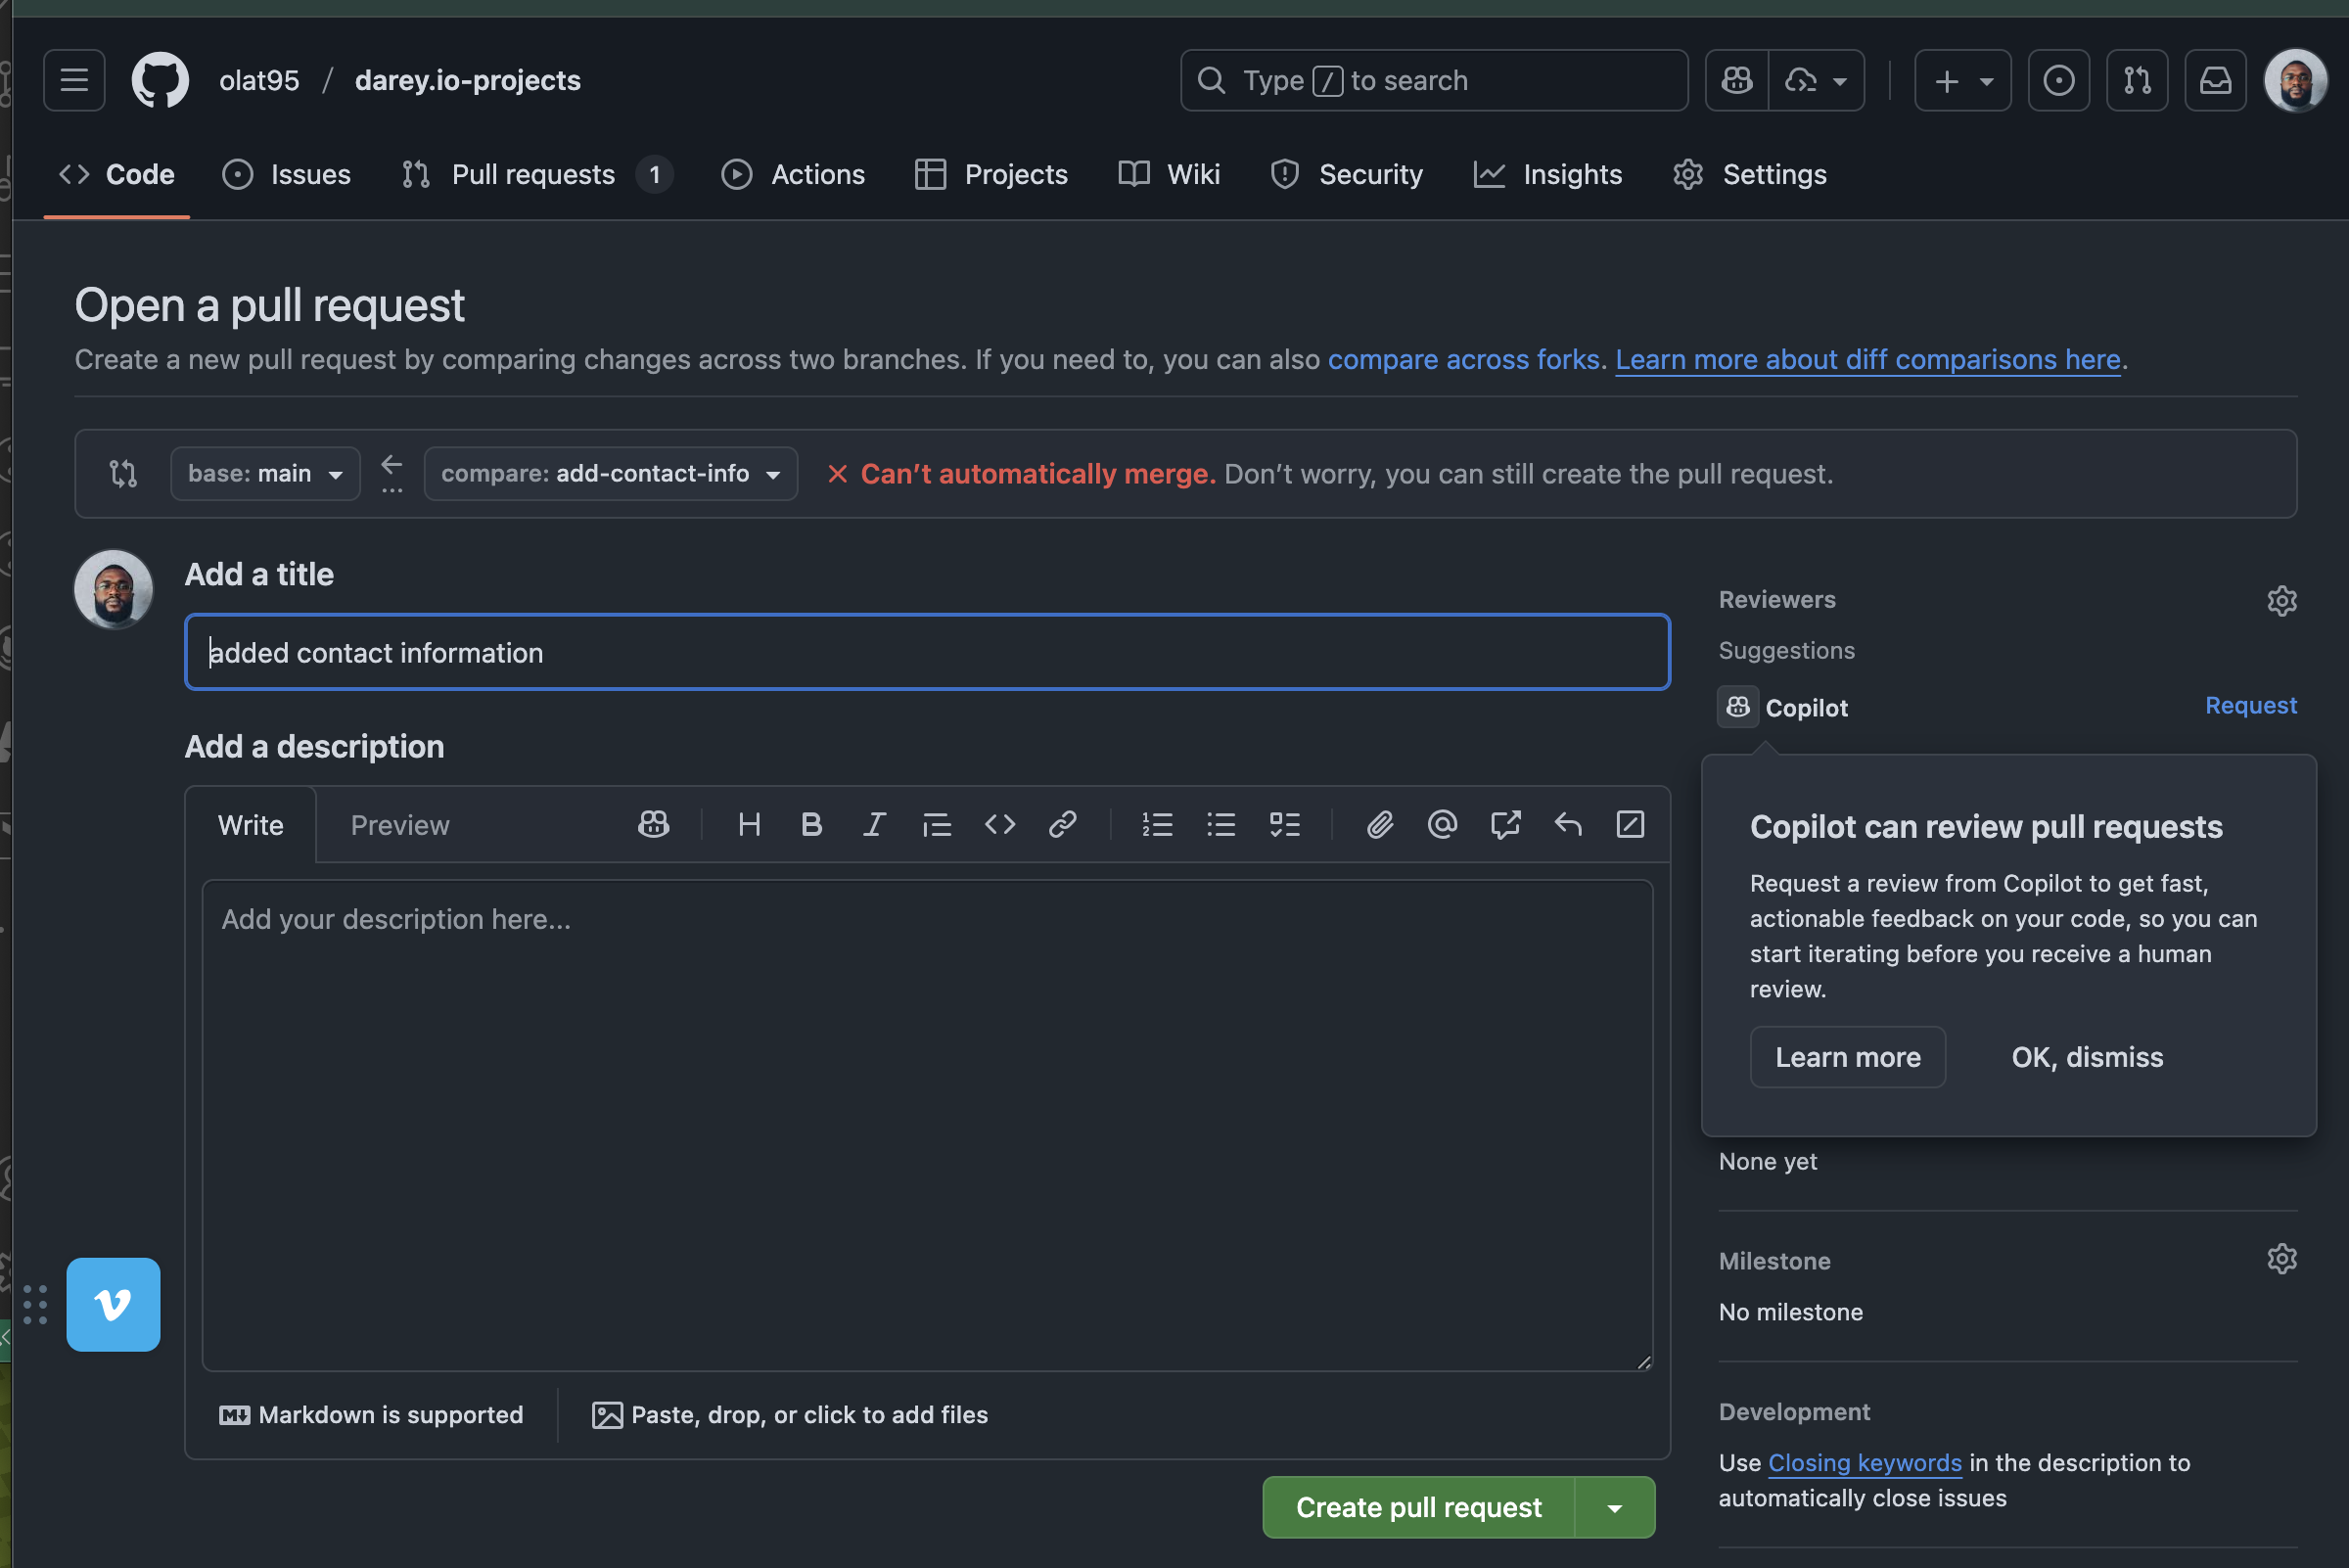 olat95 / darey.io-projects
Type / to search
Code
Issues
Pull requests 1
Actions
Projects
Wiki
Security
Insights
Settings
Open a pull request
Create a new pull request by comparing changes across two branches. If you need to, you can also compare across forks. Learn more about diff comparisons here.
base: main
compare: add-contact-info
Can’t automatically merge. Don’t worry, you can still create the pull request.
Add a title
added contact information
Add a description
Write
Preview
Add your description here...
Markdown is supported
Paste, drop, or click to add files
Create pull request
Reviewers
Suggestions
Copilot
Request
Copilot can review pull requests
Request a review from Copilot to get fast,
actionable feedback on your code, so you can
start iterating before you receive a human
review.
Learn more
OK, dismiss
None yet
Milestone
No milestone
Development
Use Closing keywords in the description to
automatically close issues